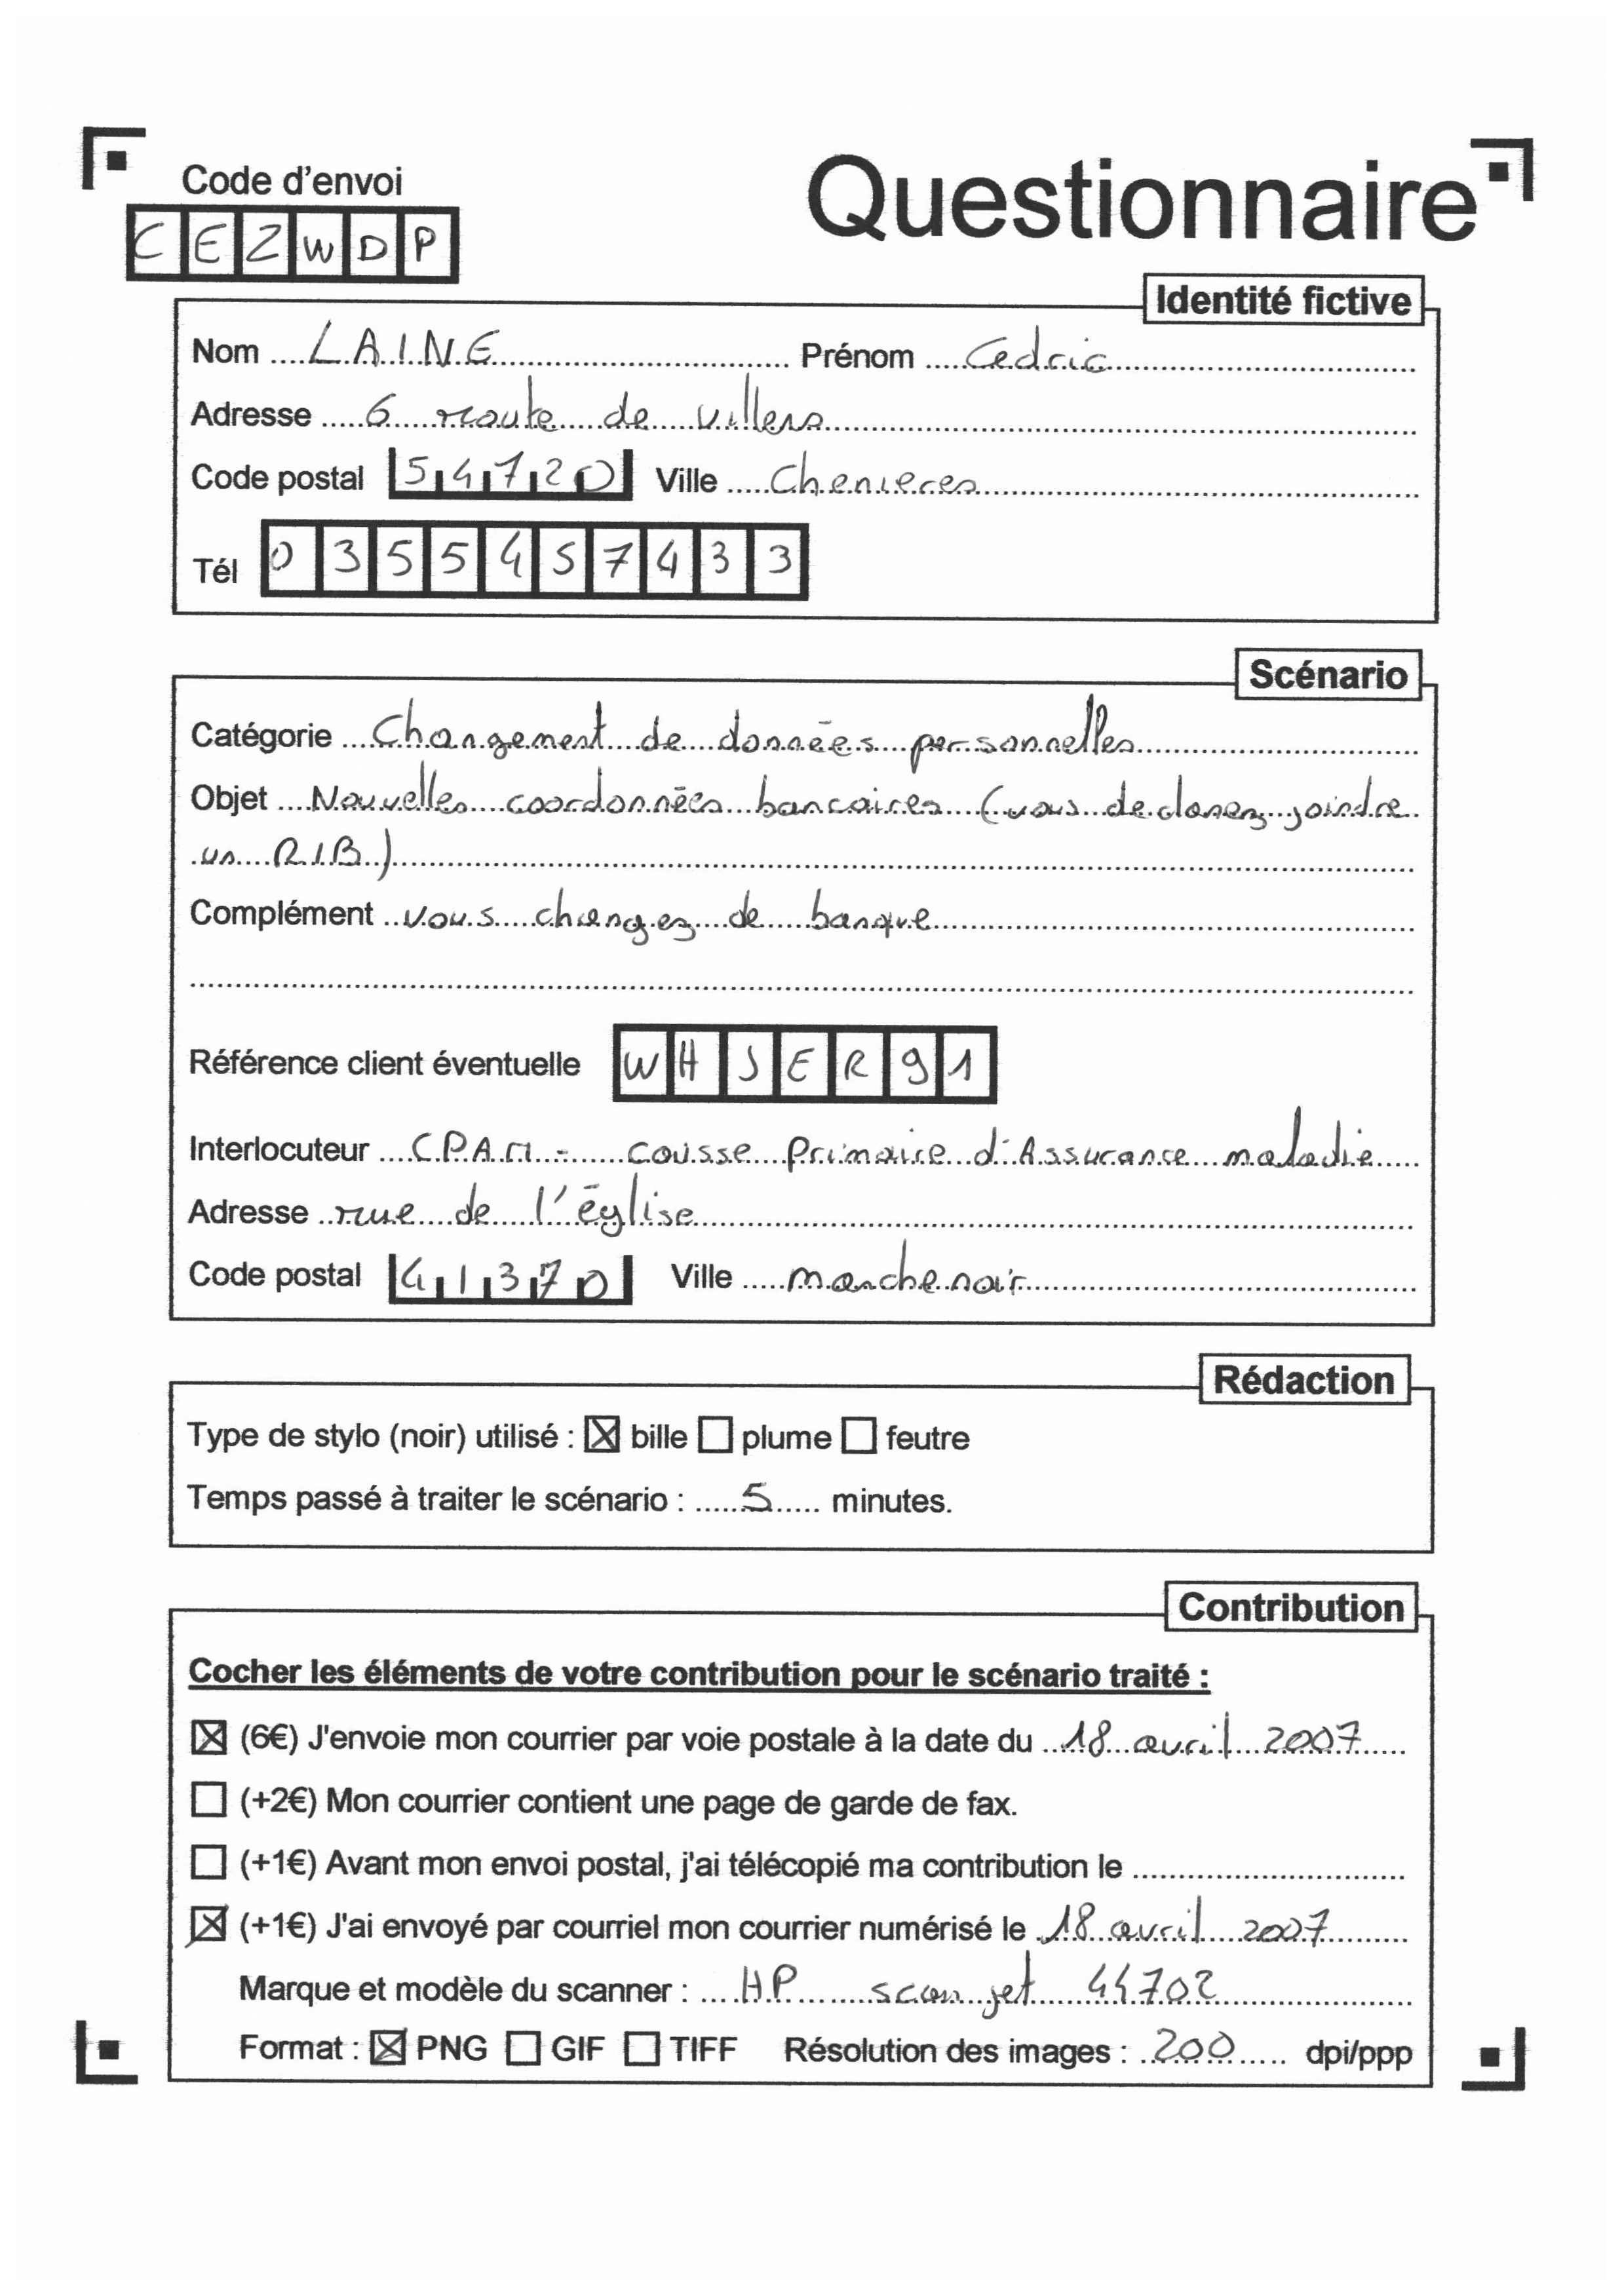 Code d'envoi
Questionnaire
CEZWDP
Identité fictive
Nom LAINE Prénom Cedric
Adresse 6 route de villers
Code postal 54720 Ville Chenieres
Tél 0355457433
Scénario
Catégorie Changement de données personnelles
Objet Nouvelles coordonnées bancaires (vous joindre
un RIB)
Complément vous changez de banque
Référence client éventuelle WHJER91
Interlocuteur CPAM - caisse Primaire d'Assurance maladie
Adresse rue de l'église
Code postal 41370 Ville marchenoir
Rédaction
Type de stylo (noir) utilisé : ☒ bille ☐ plume ☐ feutre
Temps passé à traiter le scénario : 5 minutes.
Contribution
Cocher les éléments de votre contribution pour le scénario traité :
☒ (6€) J'envoie mon courrier par voie postale à la date du 18 avril 2007
☐ (+2€) Mon courrier contient une page de garde de fax.
☐ (+1€) Avant mon envoi postal, j'ai télécopié ma contribution le
☒ (+1€) J'ai envoyé par courriel mon courrier numérisé le 18 avril 2007
Marque et modèle du scanner : HP scan jet
Format : ☒ PNG ☐ GIF ☐ TIFF Résolution des images : 200 dpi/ppp